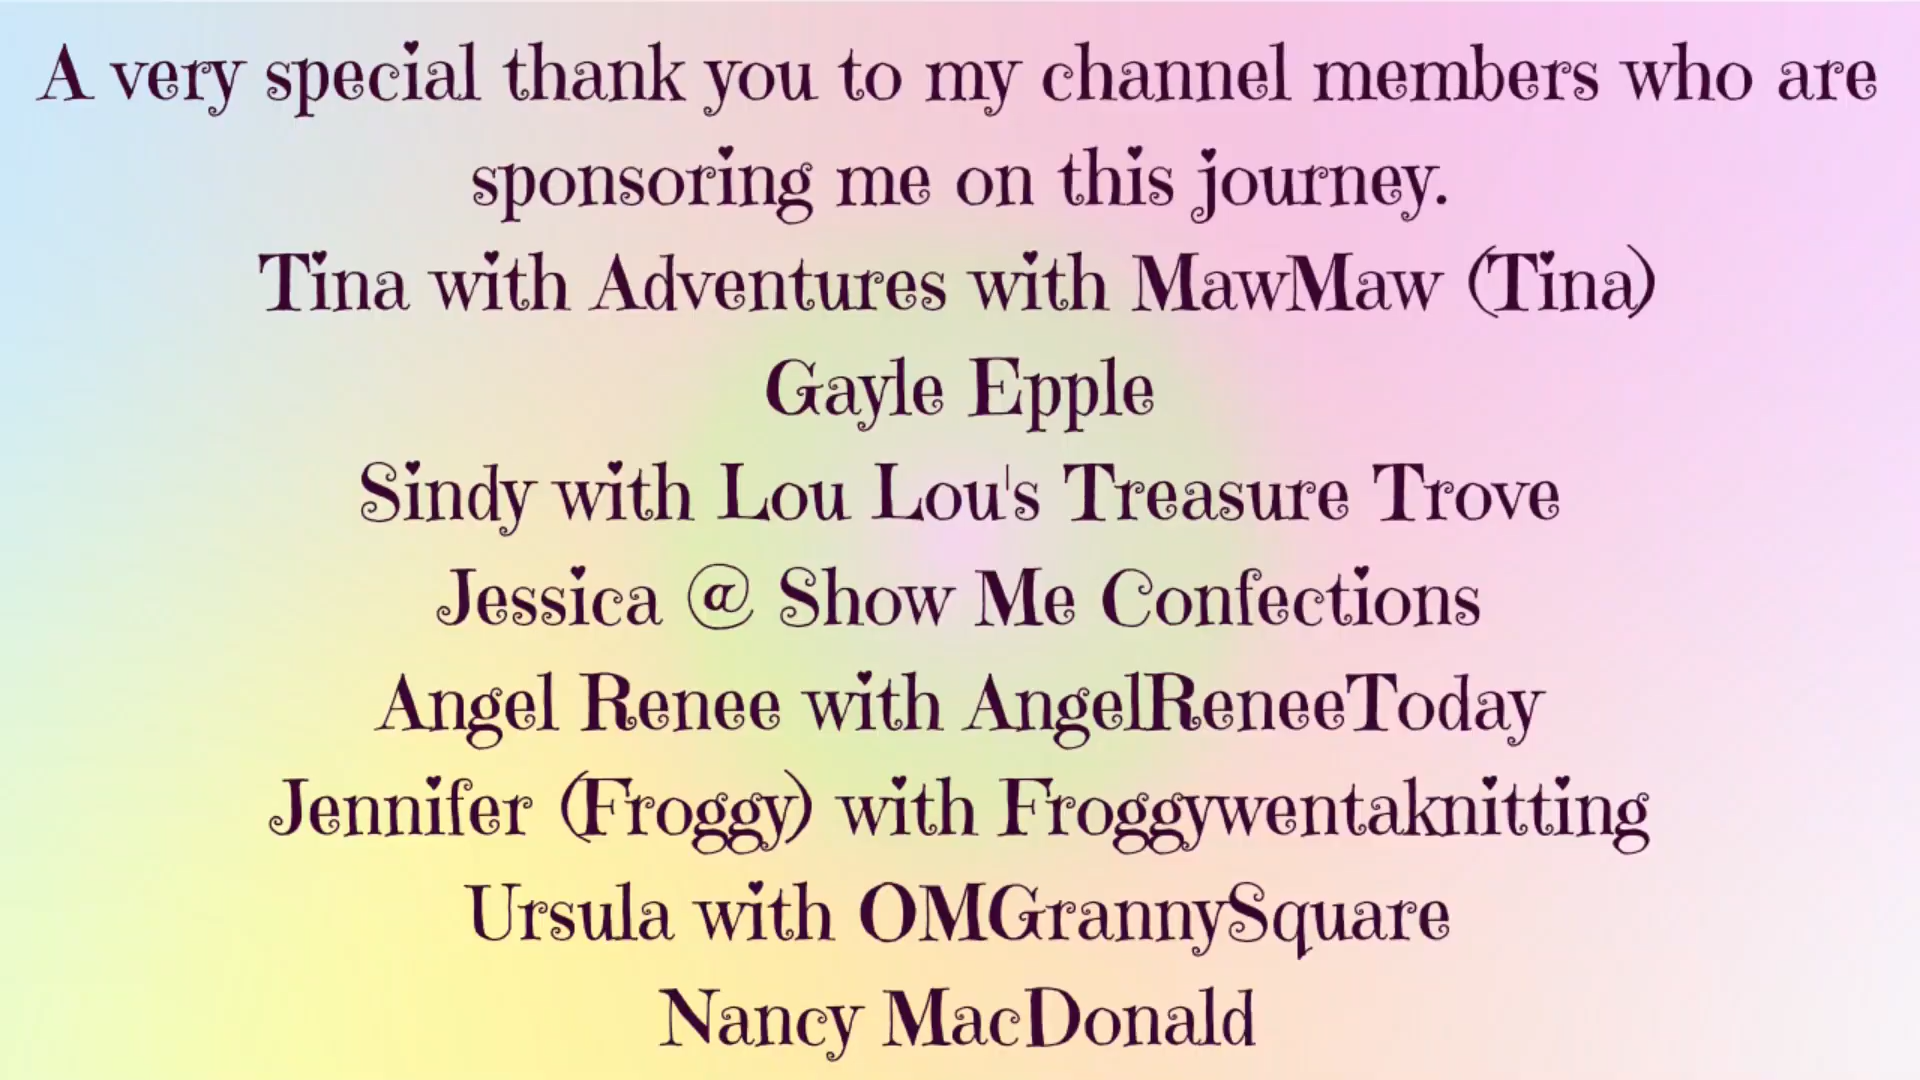 A very special thank you to my channel members who are
sponsoring me on this journey.
Tina with Adventures with MawMaw (Tina)
Gayle Epple
Sindy with Lou Lou's Treasure Trove
Jessica @ Show Me Confections
Angel Renee with AngelReneeToday
Jennifer (Froggy) with Froggywentaknitting
Ursula with OMGrannySquare
Nancy MacDonald